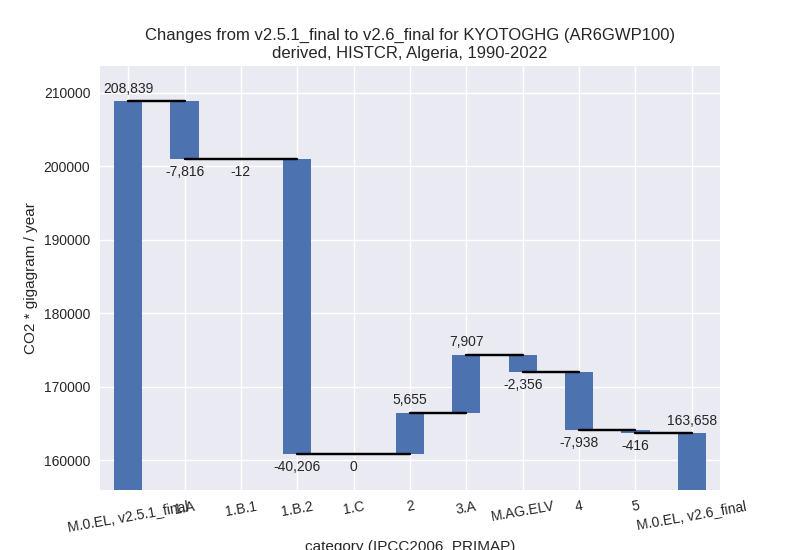 Changes from v2.5.1_final to v2.6_final for KYOTOGHG (AR6GWP100)
derived, HISTCR, Algeria, 1990-2022
CO2 * gigagram / year
210000
200000
190000
180000
170000
160000
208,839
-7,816
-12
-40,206
0
5,655
7,907
-2,356
-7,938
-416
163,658
M.0.EL, v2.5.1_final
1.A
1.B.1
1.B.2
1.C
2
3.A
M.AG.ELV
4
5
M.0.EL, v2.6_final
category (IPCC2006_PRIMAP)